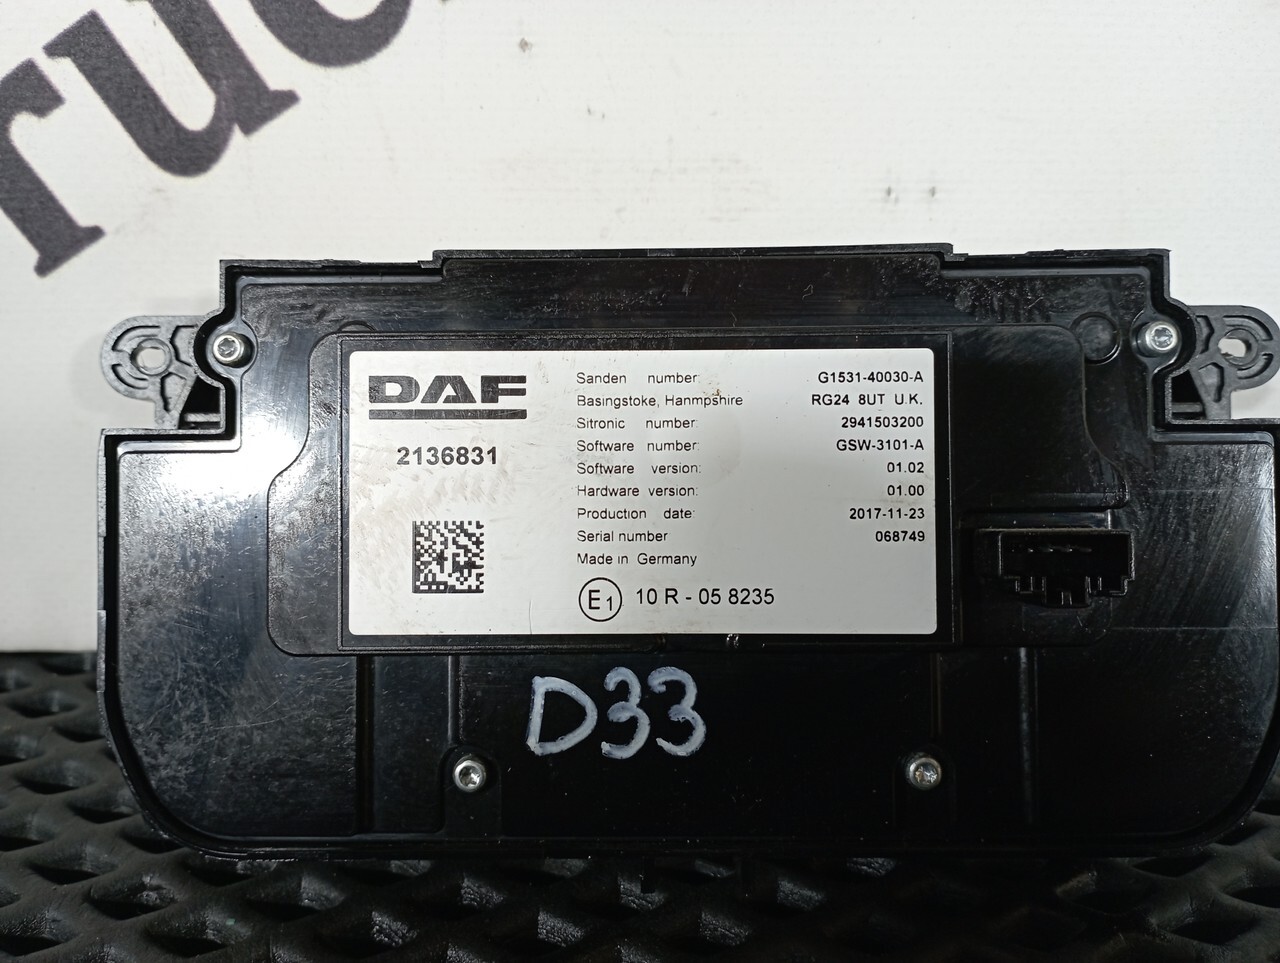 ruc
DAF
2136831
Sanden number: G1531-40030-A
Basingstoke, Hanmpshire RG24 8UT U.K.
Sitronic number: 2941503200
Software number: GSW-3101-A
Software version: 01.02
Hardware version: 01.00
Production date: 2017-11-23
Serial number 068749
Made in Germany
E1 10 R - 05 8235
D33